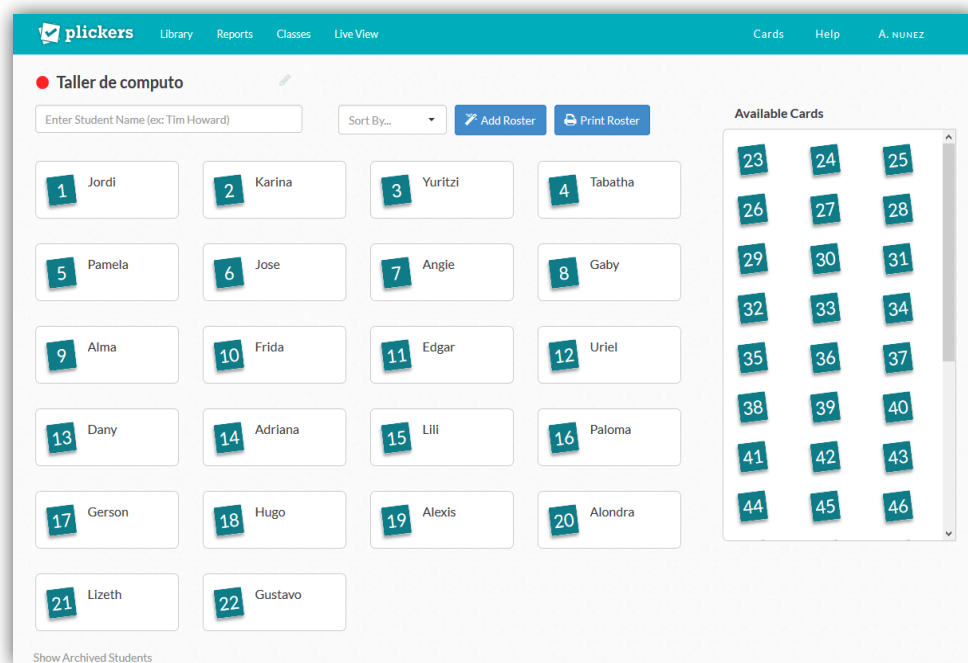 plickers Library Reports Classes Live View Cards Help A. NUNEZ
Taller de computo
Enter Student Name (ex: Tim Howard) Sort By... Add Roster Print Roster
1 Jordi 2 Karina 3 Yuritzi 4 Tabatha
5 Pamela 6 Jose 7 Angie 8 Gaby
9 Alma 10 Frida 11 Edgar 12 Uriel
13 Dany 14 Adriana 15 Lili 16 Paloma
17 Gerson 18 Hugo 19 Alexis 20 Alondra
21 Lizeth 22 Gustavo
Show Archived Students
Available Cards
23 24 25
26 27 28
29 30 31
32 33 34
35 36 37
38 39 40
41 42 43
44 45 46